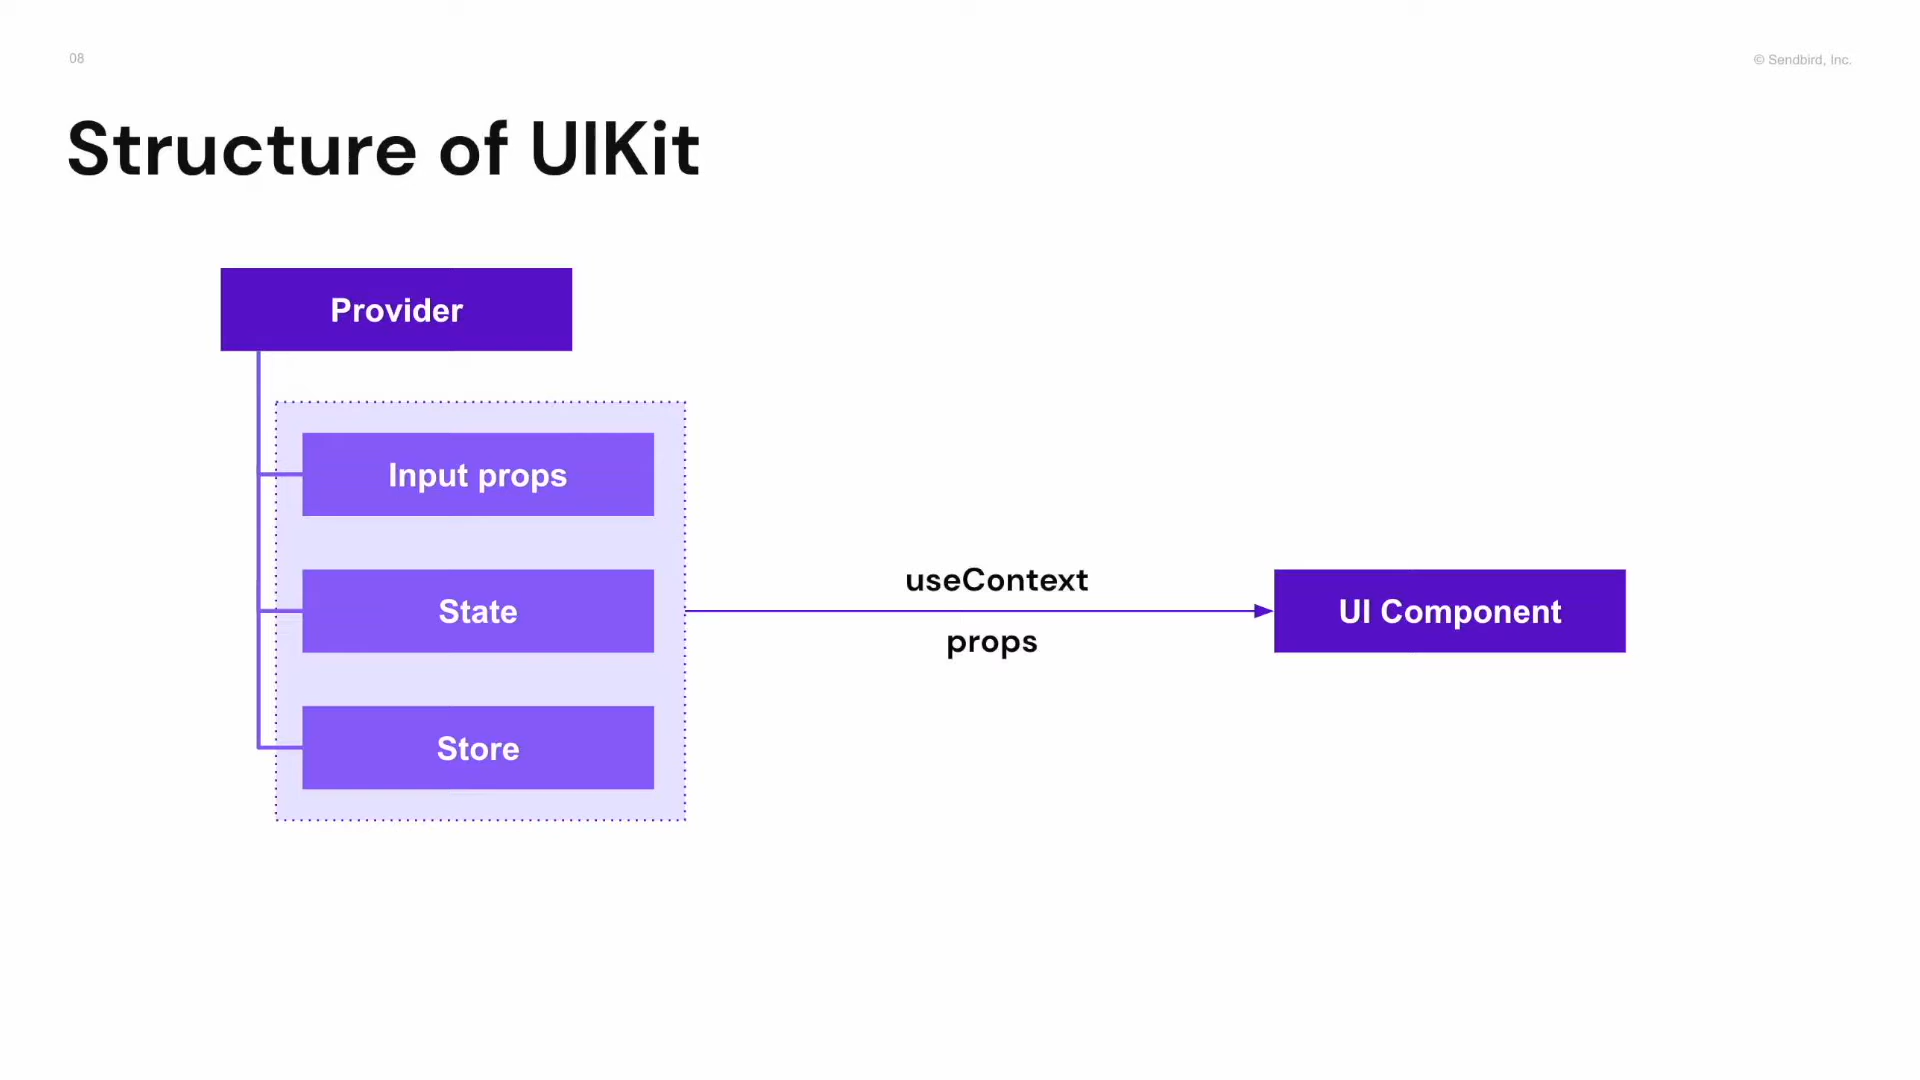 08
© Sendbird, Inc.
Structure of UIKit
Provider
Input props
State
Store
useContext
props
UI Component